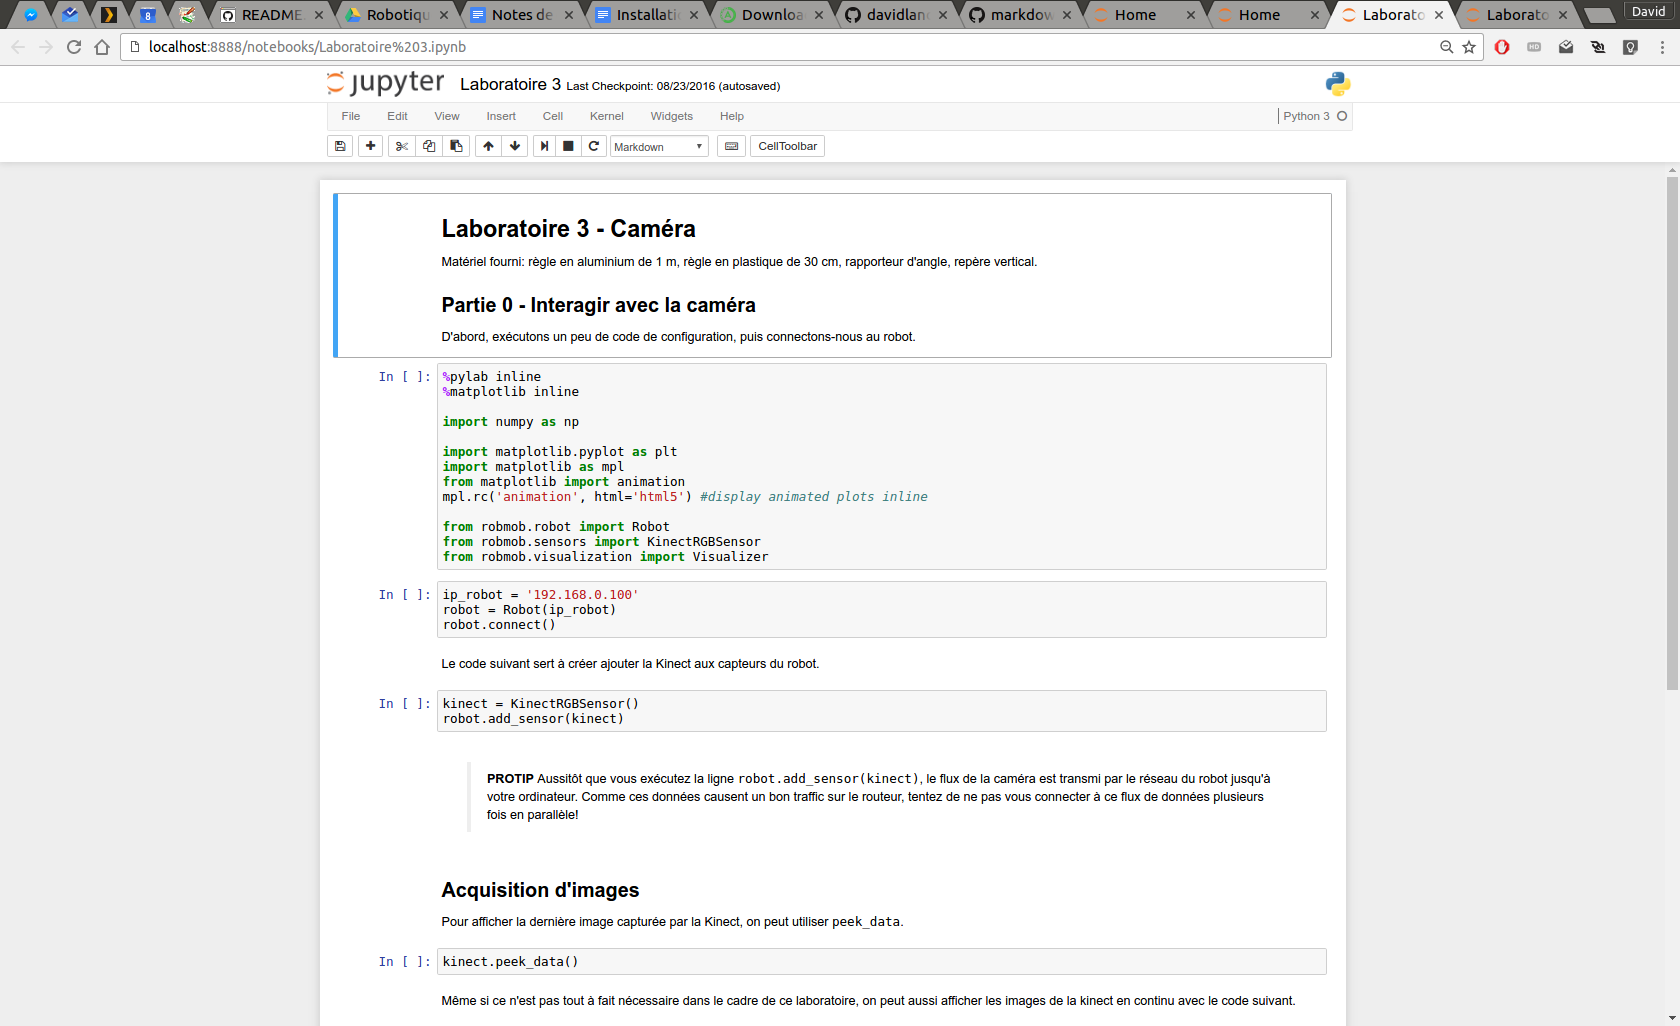 8 README. Robotiqu Notes de Installati Downloa davidlan markdow Home Home Laborato Laborato David
localhost:8888/notebooks/Laboratoire%203.ipynb HD
jupyter Laboratoire 3 Last Checkpoint: 08/23/2016 (autosaved)
File Edit View Insert Cell Kernel Widgets Help Python 3
Markdown CellToolbar
Laboratoire 3 - Caméra
Matériel fourni: règle en aluminium de 1 m, règle en plastique de 30 cm, rapporteur d'angle, repère vertical.
Partie 0 - Interagir avec la caméra
D'abord, exécutons un peu de code de configuration, puis connectons-nous au robot.
In [ ]: %pylab inline
%matplotlib inline
import numpy as np
import matplotlib.pyplot as plt
import matplotlib as mpl
from matplotlib import animation
mpl.rc('animation', html='html5') #display animated plots inline
from robmob.robot import Robot
from robmob.sensors import KinectRGBSensor
from robmob.visualization import Visualizer
In [ ]: ip_robot = '192.168.0.100'
robot = Robot(ip_robot)
robot.connect()
Le code suivant sert à créer ajouter la Kinect aux capteurs du robot.
In [ ]: kinect = KinectRGBSensor()
robot.add_sensor(kinect)
PROTIP Aussitôt que vous exécutez la ligne robot.add_sensor(kinect), le flux de la caméra est transmi par le réseau du robot jusqu'à
votre ordinateur. Comme ces données causent un bon traffic sur le routeur, tentez de ne pas vous connecter à ce flux de données plusieurs
fois en parallèle!
Acquisition d'images
Pour afficher la dernière image capturée par la Kinect, on peut utiliser peek_data.
In [ ]: kinect.peek_data()
Même si ce n'est pas tout à fait nécessaire dans le cadre de ce laboratoire, on peut aussi afficher les images de la kinect en continu avec le code suivant.